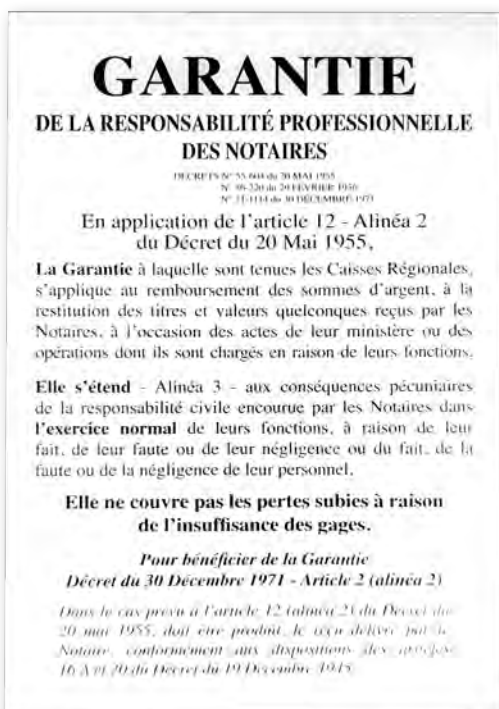 GARANTIE
DE LA RESPONSABILITÉ PROFESSIONNELLE
DES NOTAIRES
DÉCRETS N° 55-604 du 20 MAI 1955
N° du 20 FÉVRIER 1956
N° 71-1114 du 30 DÉCEMBRE 1971
En application de l'article 12 - Alinéa 2
du Décret du 20 Mai 1955,
La Garantie à laquelle sont tenues les Caisses Régionales,
s'applique au remboursement des sommes d'argent, à la
restitution des titres et valeurs quelconques reçus par les
Notaires, à l'occasion des actes de leur ministère ou des
opérations dont ils sont chargés en raison de leurs fonctions.
Elle s'étend - Alinéa 3 - aux conséquences pécuniaires
de la responsabilité civile encourue par les Notaires dans
l'exercice normal de leurs fonctions, à raison de leur
fait, de leur faute ou de leur négligence ou du fait, de la
faute ou de la négligence de leur personnel.
Elle ne couvre pas les pertes subies à raison
de l'insuffisance des gages.
Pour bénéficier de la Garantie
Décret du 30 Décembre 1971 - Article 2 (alinéa 2)
Dans le cas prévu à l'article 12 (alinéa 2) du Décret du
20 mai 1955, doit être produit, le reçu délivré par le
Notaire, conformément aux dispositions des articles
16 A et 20 du Décret du 19 Décembre 1945.